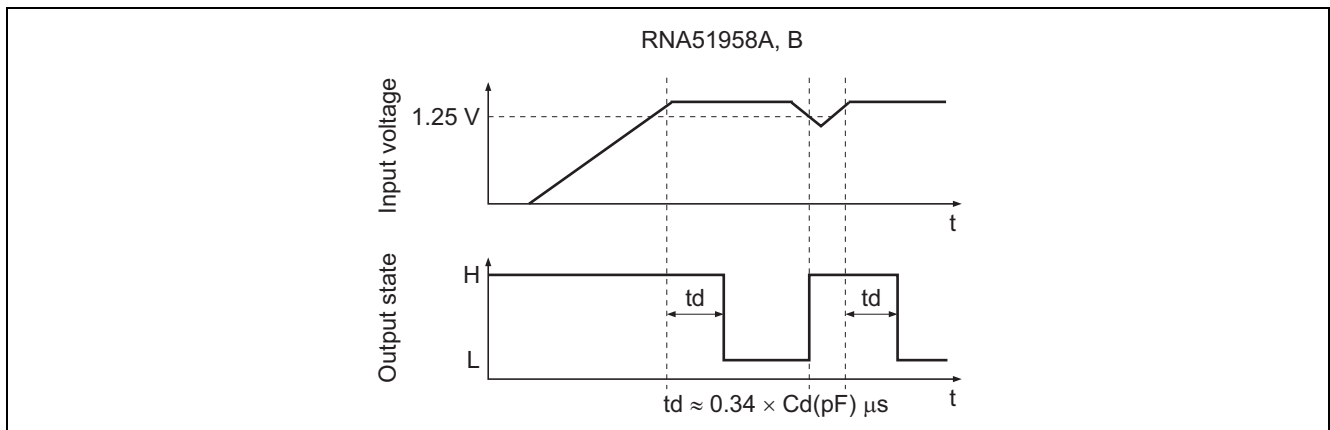 RNA51958A, B
Input voltage
1.25 V
t
Output state
H
td
td
L
t
td ≈ 0.34 × Cd(pF) μs